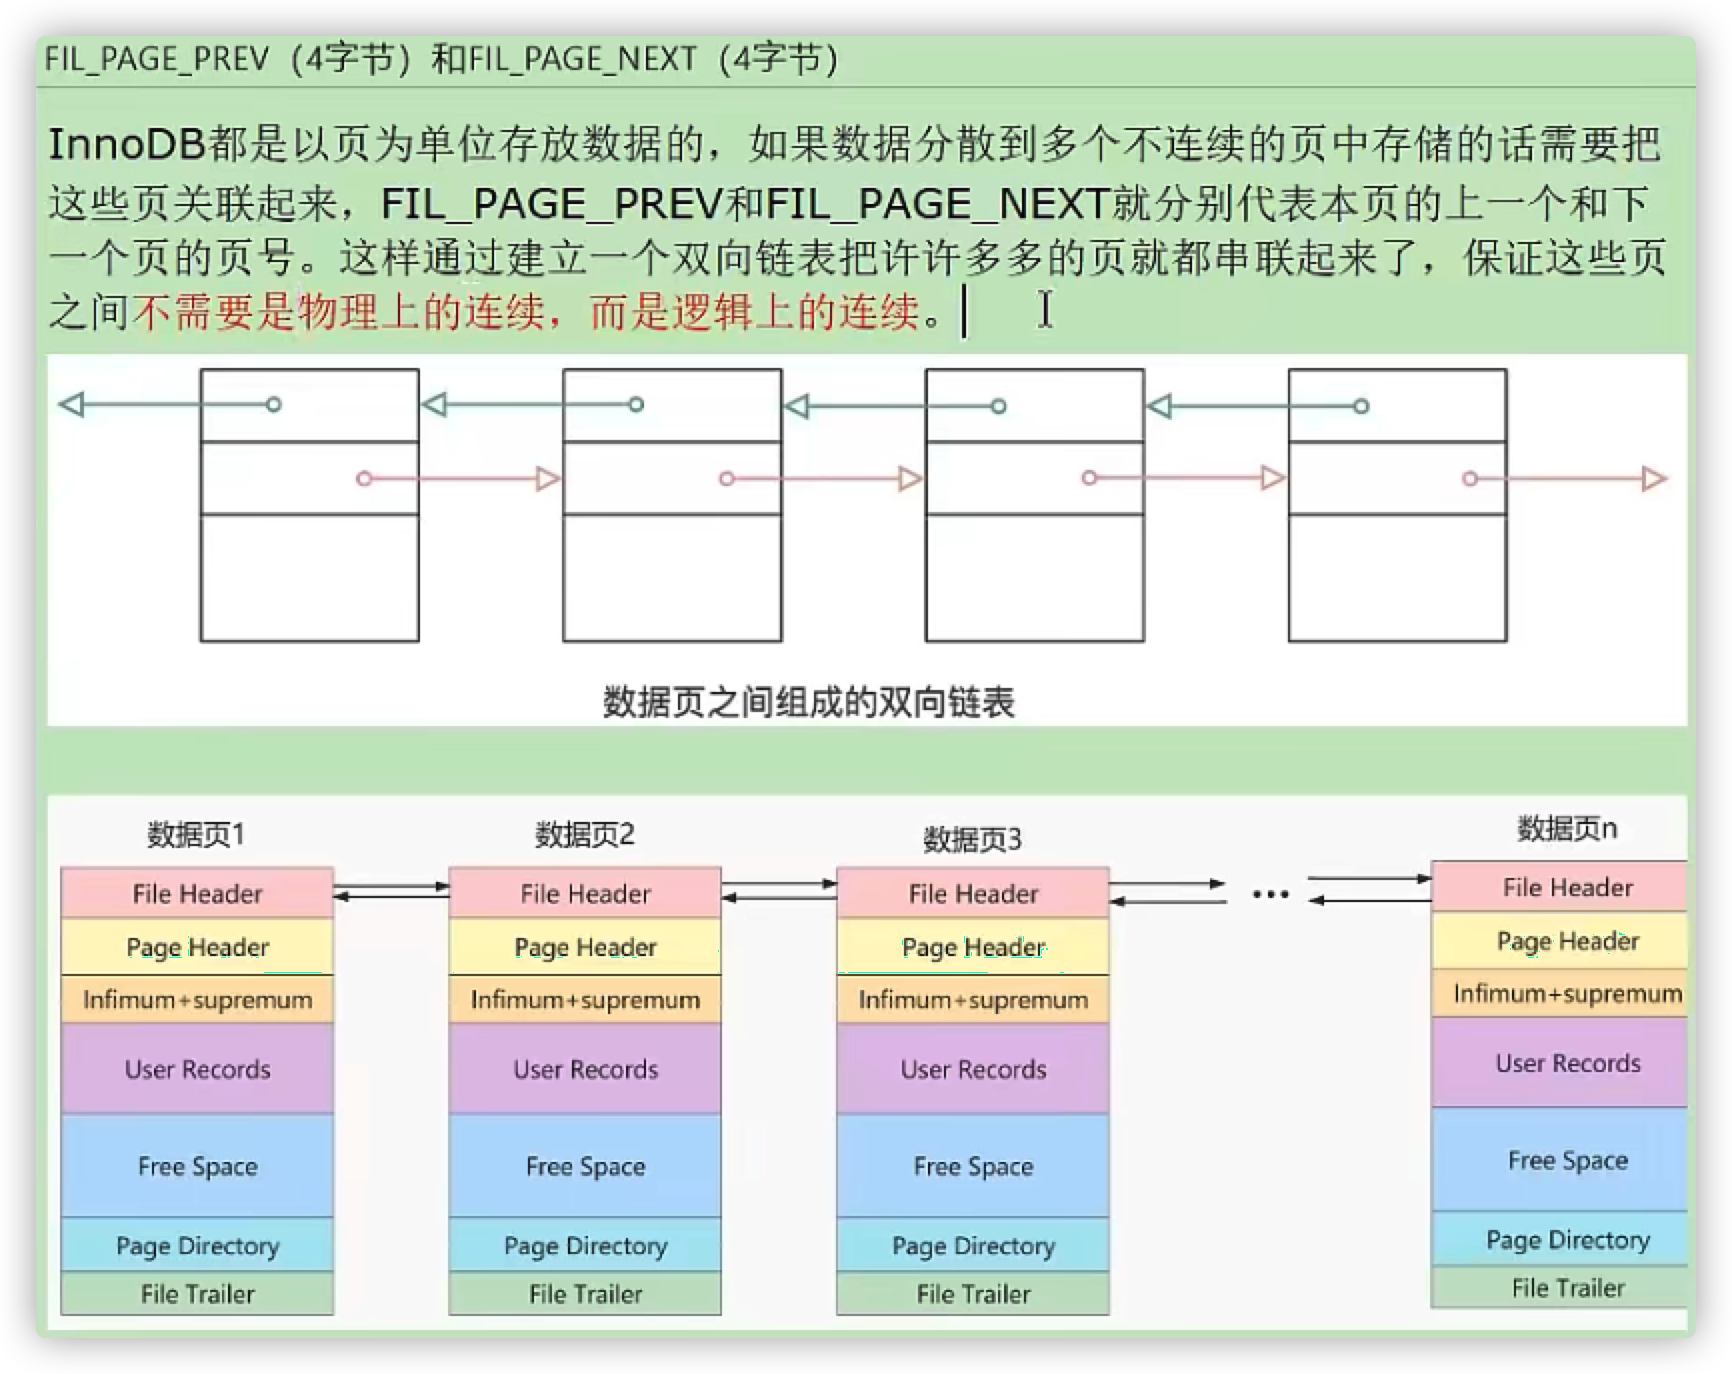 FIL_PAGE_PREV（4字节）和FIL_PAGE_NEXT（4字节）
InnoDB都是以页为单位存放数据的，如果数据分散到多个不连续的页中存储的话需要把
这些页关联起来，FIL_PAGE_PREV和FIL_PAGE_NEXT就分别代表本页的上一个和下
一个页的页号。这样通过建立一个双向链表把许许多多的页就都串联起来了，保证这些页
之间不需要是物理上的连续，而是逻辑上的连续。
数据页之间组成的双向链表
数据页1
数据页2
数据页3
数据页n
File Header
File Header
File Header
...
File Header
Page Header
Page Header
Page Header
Page Header
Infimum+supremum
Infimum+supremum
Infimum+supremum
Infimum+supremum
User Records
User Records
User Records
User Records
Free Space
Free Space
Free Space
Free Space
Page Directory
Page Directory
Page Directory
Page Directory
File Trailer
File Trailer
File Trailer
File Trailer